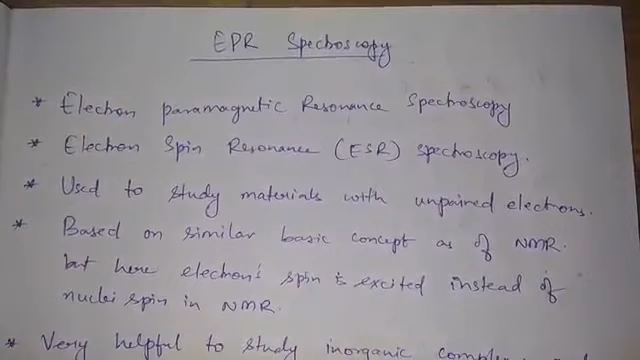 EPR Spectroscopy
* Electron paramagnetic Resonance Spectroscopy
* Electron Spin Resonance (ESR) spectroscopy.
* Used to study materials with unpaired electrons.
* Based on similar basic concept as of NMR.
but here electron's spin is excited instead of
nuclei spin in NMR.
* Very helpful to study inorganic